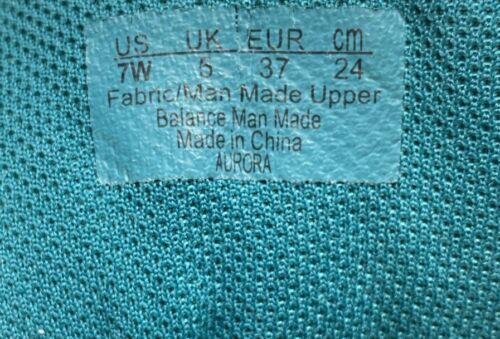 US UK EUR cm
7W 5 37 24
Fabric/Man Made Upper
Balance Man Made
Made in China
AURORA